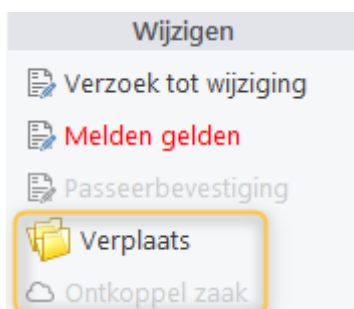 Wijzigen
Verzoek tot wijziging
Melden gelden
Passeerbevestiging
Verplaats
Ontkoppel zaak